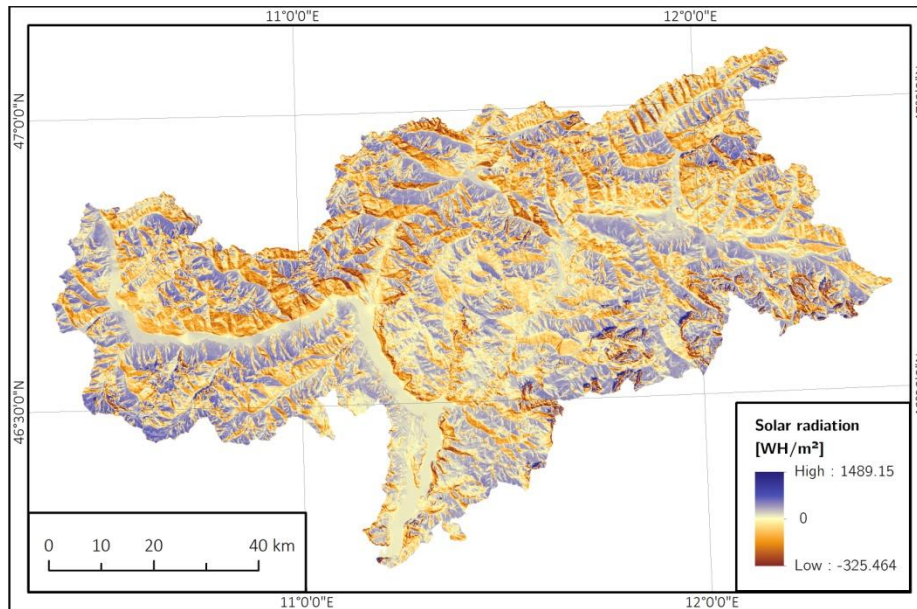 11°0'0"E 12°0'0"E
47°0'0"N
46°30'0"N
Solar radiation
[WH/m²]
High : 1489.15
0
Low : -325.464
0 10 20 40 km
11°0'0"E 12°0'0"E